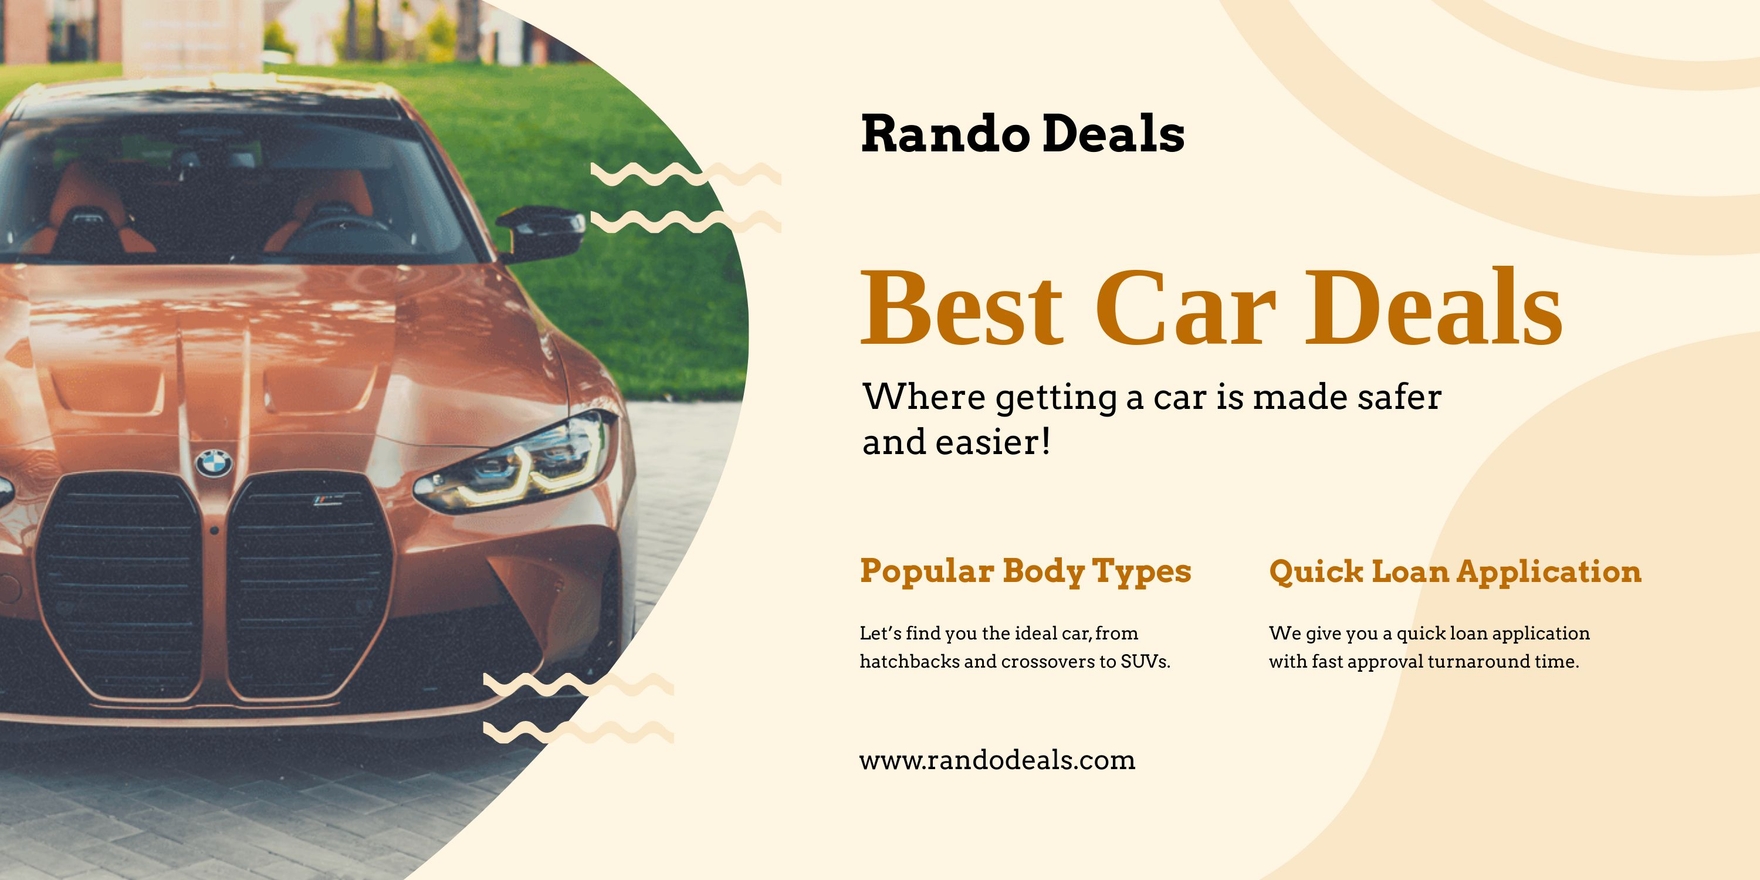 Rando Deals
Best Car Deals
Where getting a car is made safer
and easier!
Popular Body Types
Let’s find you the ideal car, from
hatchbacks and crossovers to SUVs.
Quick Loan Application
We give you a quick loan application
with fast approval turnaround time.
www.randodeals.com